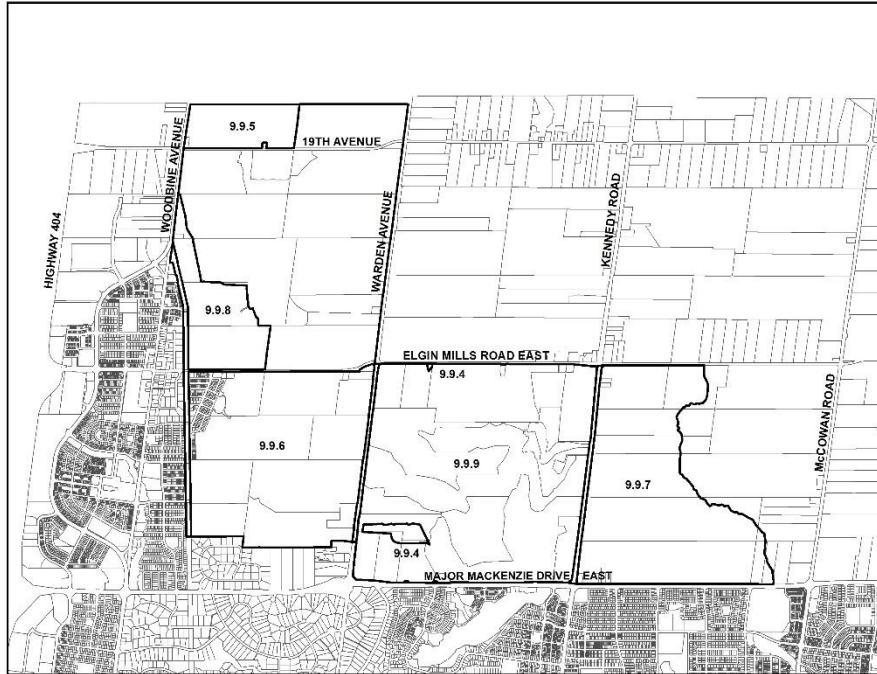 9.9.5
19TH AVENUE
WOODBINE AVENUE
HIGHWAY 404
WARDEN AVENUE
KENNEDY ROAD
9.9.8
ELGIN MILLS ROAD EAST
9.9.4
McCOWAN ROAD
9.9.6
9.9.9
9.9.7
9.9.4
MAJOR MACKENZIE DRIVE EAST